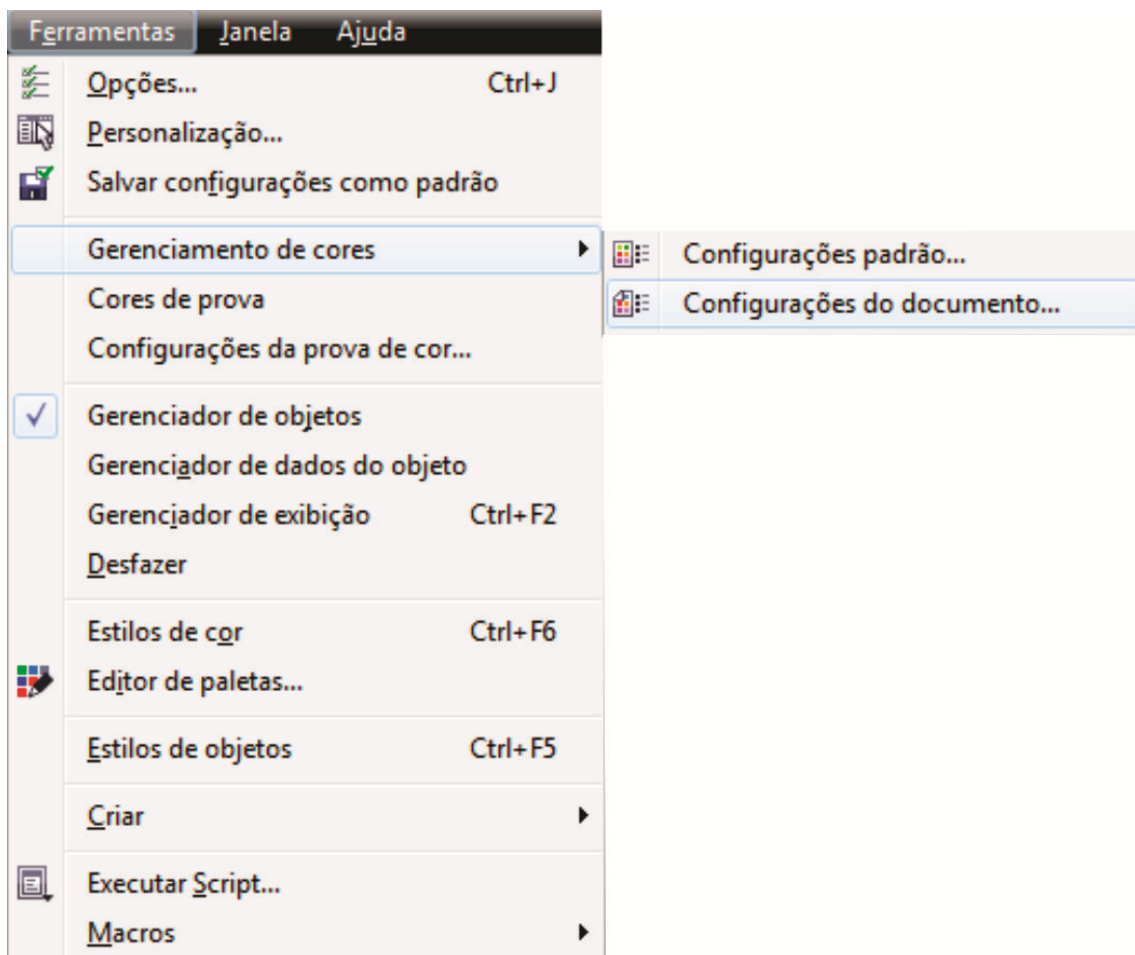 Ferramentas Janela Ajuda
Opções... Ctrl+J
Personalização...
Salvar configurações como padrão
Gerenciamento de cores
Configurações padrão...
Configurações do documento...
Cores de prova
Configurações da prova de cor...
Gerenciador de objetos
Gerenciador de dados do objeto
Gerenciador de exibição Ctrl+F2
Desfazer
Estilos de cor Ctrl+F6
Editor de paletas...
Estilos de objetos Ctrl+F5
Criar
Executar Script...
Macros